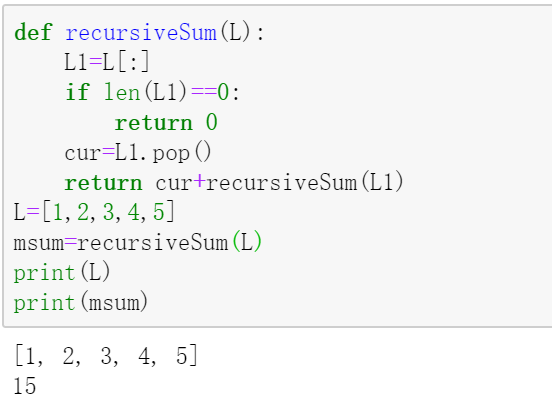 def recursiveSum(L):
    L1=L[:]
    if len(L1)==0:
        return 0
    cur=L1.pop()
    return cur+recursiveSum(L1)
L=[1,2,3,4,5]
msum=recursiveSum(L)
print(L)
print(msum)
[1, 2, 3, 4, 5]
15